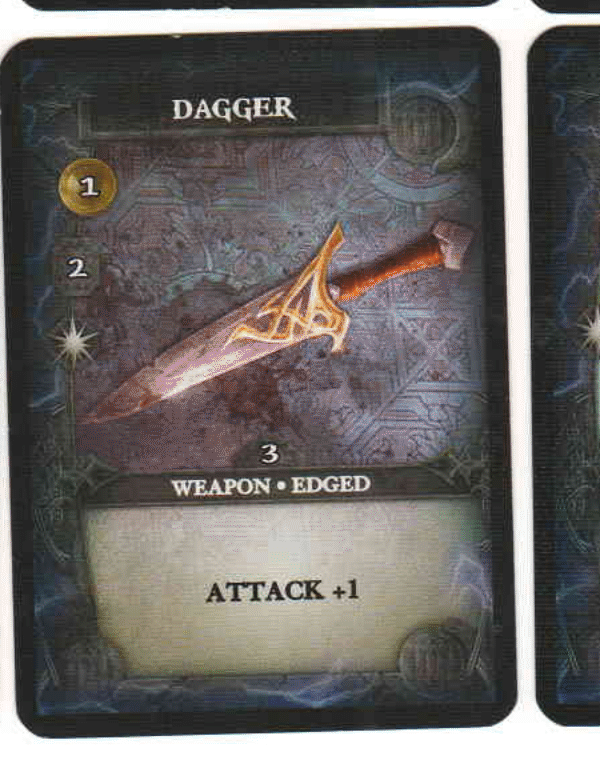 DAGGER
1
2
3
WEAPON • EDGED
ATTACK +1